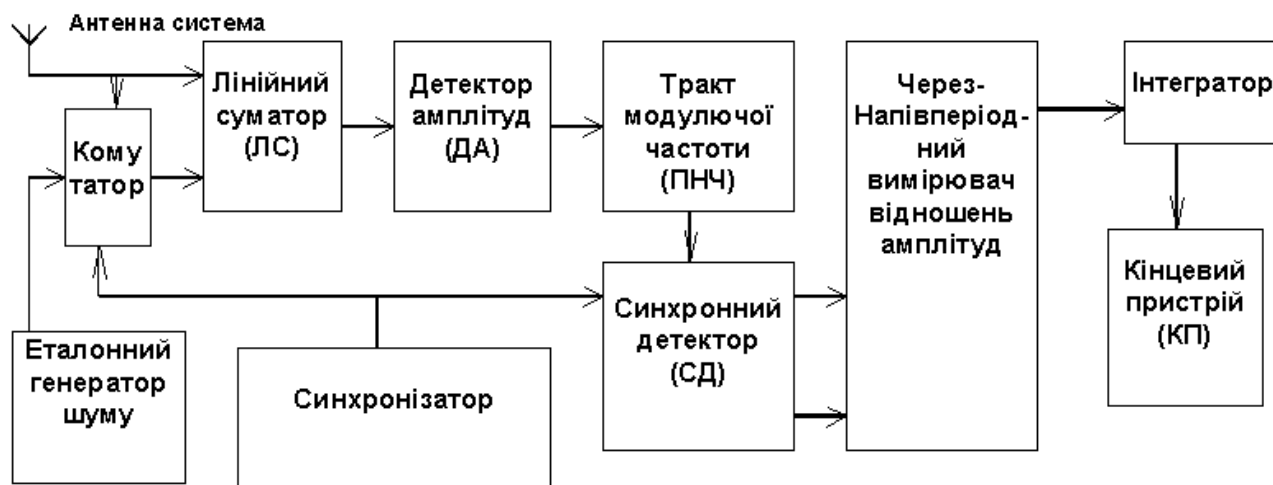 Антенна система
Лінійний
суматор
(ЛС)
Детектор
амплітуд
(ДА)
Тракт
модулючої
частоти
(ПНЧ)
Через-
Напівперіод-
ний
вимірювач
відношень
амплітуд
Інтегратор
Кому
татор
Кінцевий
пристрій
(КП)
Синхронний
детектор
(СД)
Еталонний
генератор
шуму
Синхронізатор